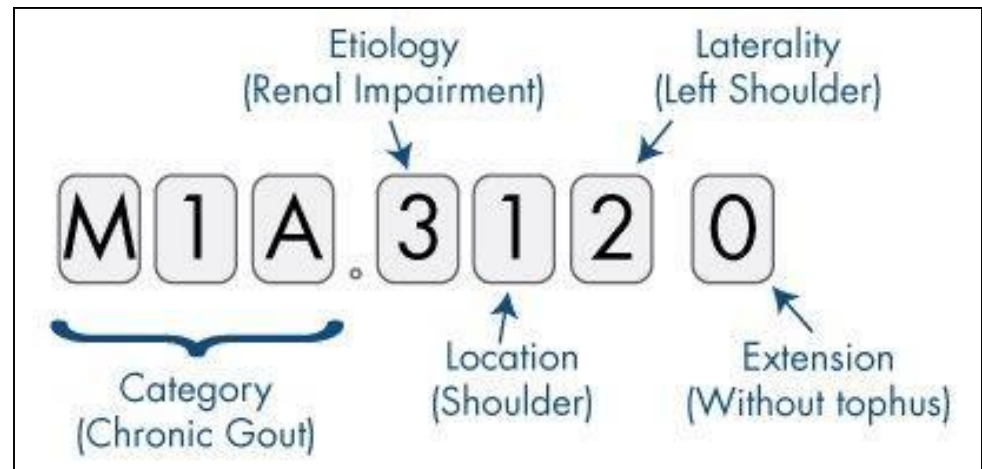 Etiology
(Renal Impairment)
Laterality
(Left Shoulder)
M1A.3120
Category
(Chronic Gout)
Location
(Shoulder)
Extension
(Without tophus)